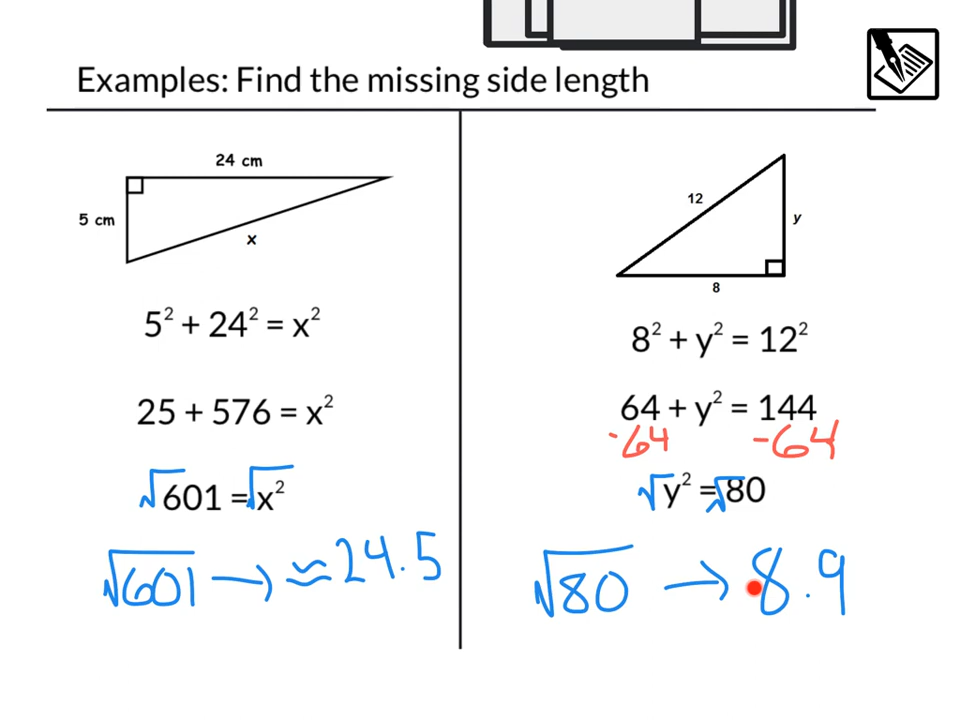 Examples: Find the missing side length
24 cm
5 cm
x
5² + 24² = x²
25 + 576 = x²
√601 = √x²
√601 → ≈ 24.5
12
y
8
8² + y² = 12²
64 + y² = 144
-64 -64
√y² = √80
√80 → 8.9